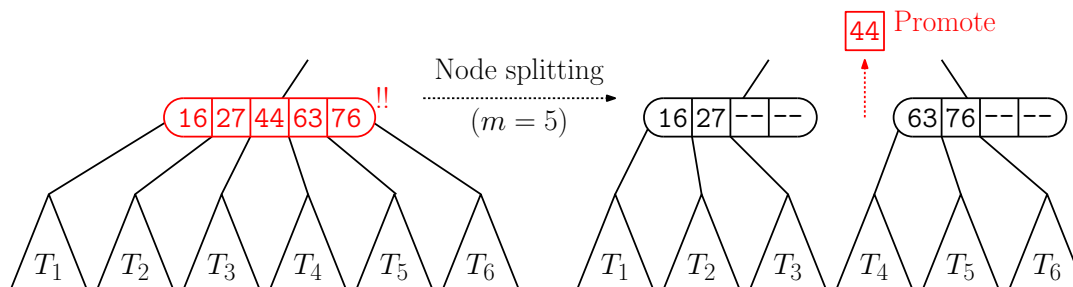 44 Promote
Node splitting
16 27 44 63 76 !!
(m = 5)
16 27 -- --
63 76 -- --
T1 T2 T3 T4 T5 T6
T1 T2 T3 T4 T5 T6